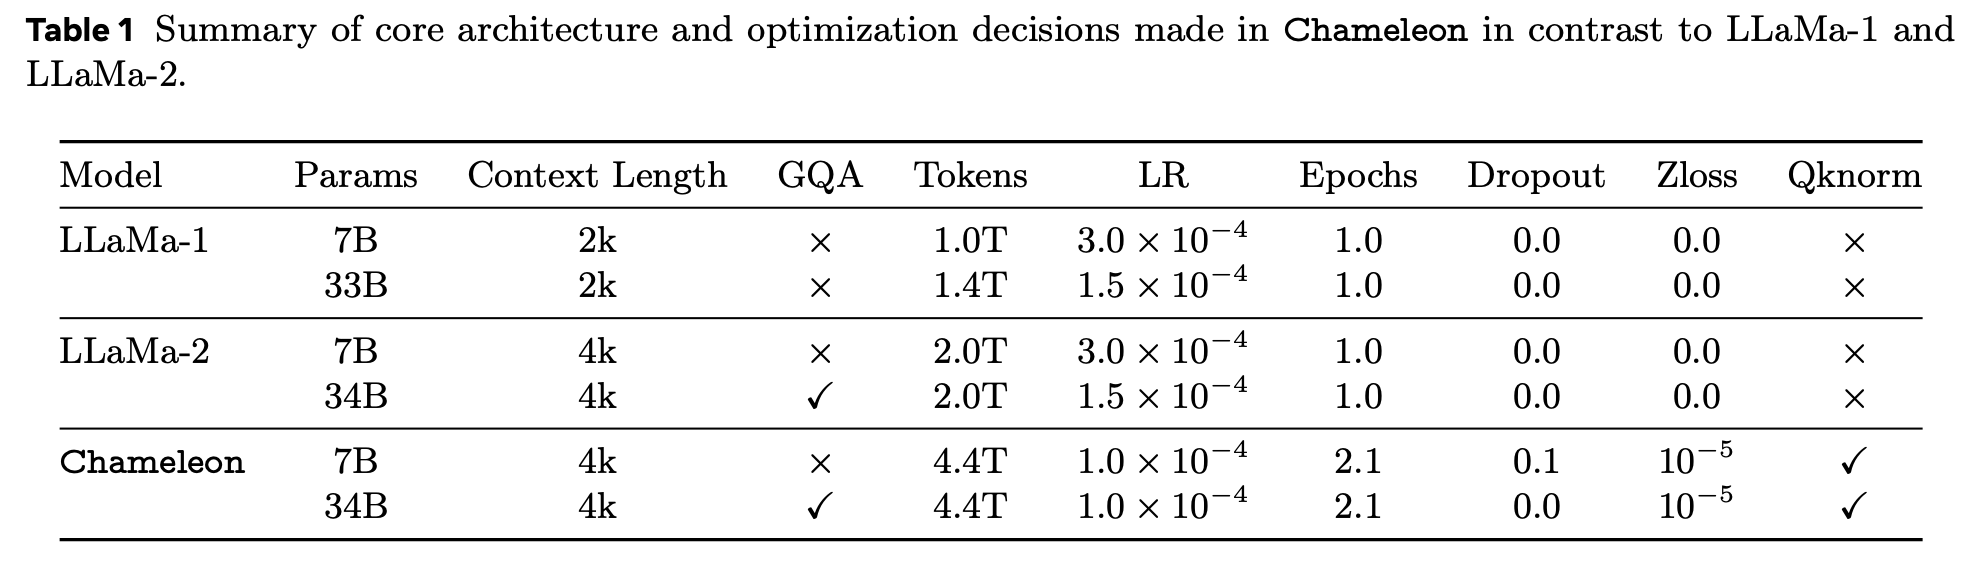 Table 1 Summary of core architecture and optimization decisions made in Chameleon in contrast to LLaMa-1 and
LLaMa-2.
Model Params Context Length GQA Tokens LR Epochs Dropout Zloss Qknorm
LLaMa-1 7B 2k × 1.0T 3.0 × 10⁻⁴ 1.0 0.0 0.0 ×
33B 2k × 1.4T 1.5 × 10⁻⁴ 1.0 0.0 0.0 ×
LLaMa-2 7B 4k × 2.0T 3.0 × 10⁻⁴ 1.0 0.0 0.0 ×
34B 4k ✓ 2.0T 1.5 × 10⁻⁴ 1.0 0.0 0.0 ×
Chameleon 7B 4k × 4.4T 1.0 × 10⁻⁴ 2.1 0.1 10⁻⁵ ✓
34B 4k ✓ 4.4T 1.0 × 10⁻⁴ 2.1 0.0 10⁻⁵ ✓